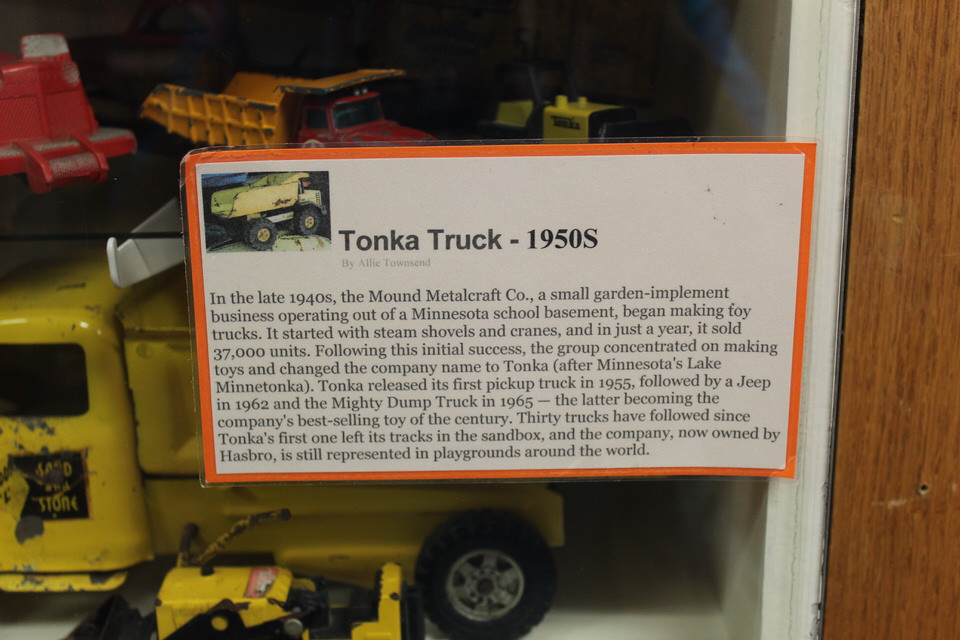 TONKA
Tonka Truck - 1950S
By Allie Townsend
In the late 1940s, the Mound Metalcraft Co., a small garden-implement
business operating out of a Minnesota school basement, began making toy
trucks. It started with steam shovels and cranes, and in just a year, it sold
37,000 units. Following this initial success, the group concentrated on making
toys and changed the company name to Tonka (after Minnesota's Lake
Minnetonka). Tonka released its first pickup truck in 1955, followed by a Jeep
in 1962 and the Mighty Dump Truck in 1965 — the latter becoming the
company's best-selling toy of the century. Thirty trucks have followed since
Tonka's first one left its tracks in the sandbox, and the company, now owned by
Hasbro, is still represented in playgrounds around the world.
SAND
AND
STONE